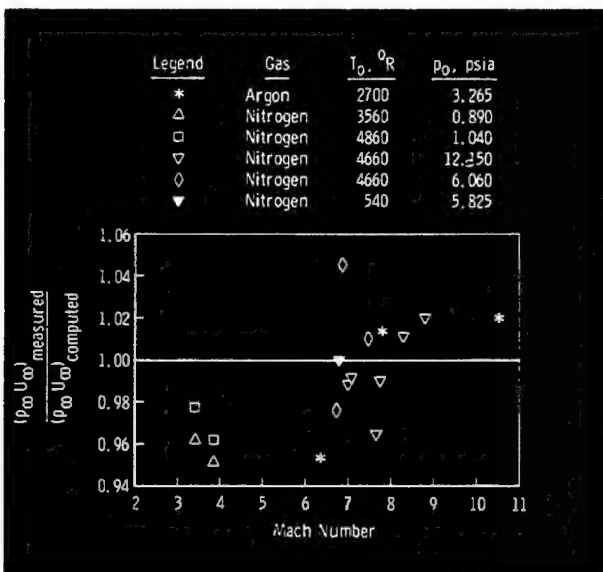 Legend Gas T₀, °R p₀, psia
* Argon 2700 3.265
△ Nitrogen 3560 0.890
□ Nitrogen 4860 1.040
▽ Nitrogen 4660
◇ Nitrogen 4660 6.060
▼ Nitrogen 540 5.825
1.06
1.04
1.02
1.00
0.98
0.96
0.94
(ρ∞ U∞)measured
(ρ∞ U∞)computed
2 3 4 5 6 7 8 9 10 11
Mach Number